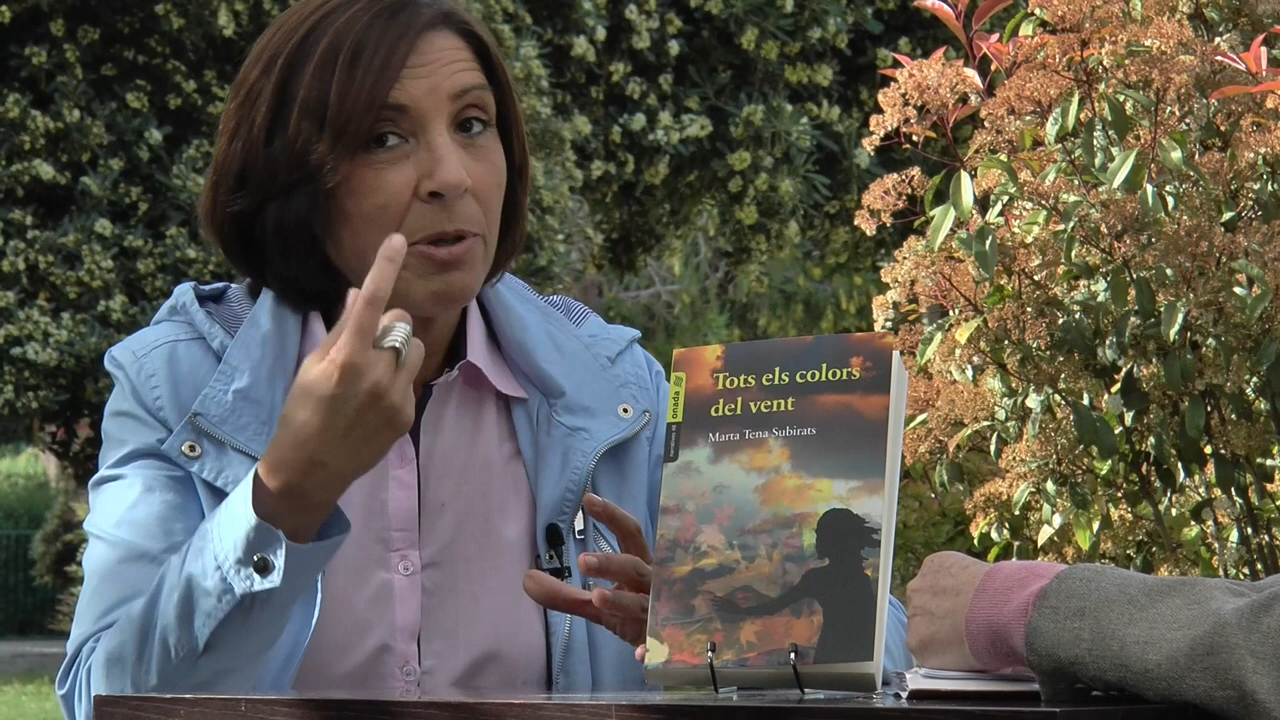 Tots els colors
del vent
Marta Tena Subirats
onada